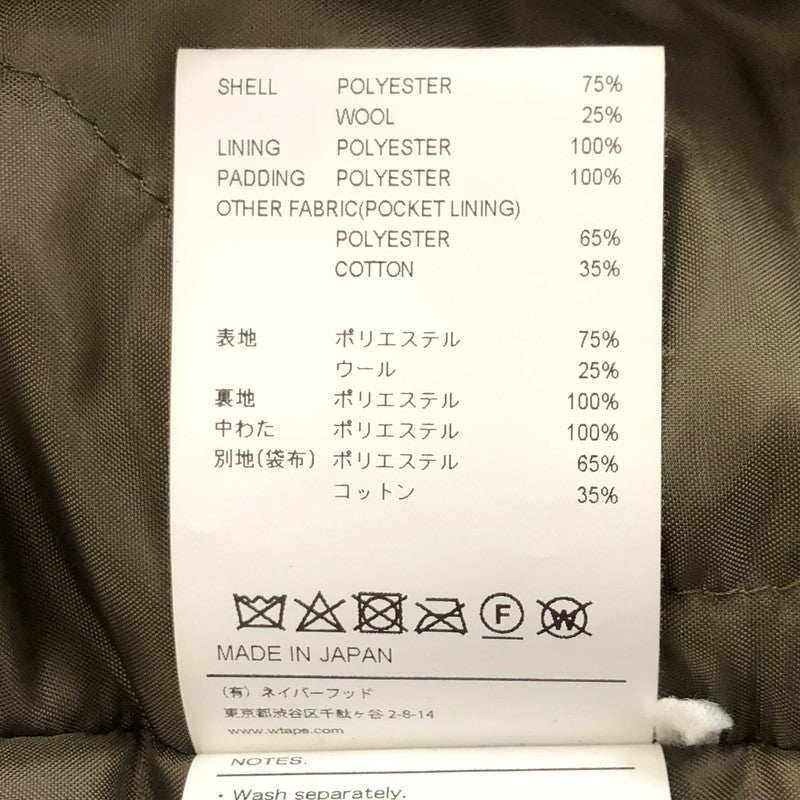 SHELL POLYESTER 75%
WOOL 25%
LINING POLYESTER 100%
PADDING POLYESTER 100%
OTHER FABRIC(POCKET LINING)
POLYESTER 65%
COTTON 35%
表地 ポリエステル 75%
ウール 25%
裏地 ポリエステル 100%
中わた ポリエステル 100%
別地(袋布) ポリエステル 65%
コットン 35%
F W
MADE IN JAPAN
(有) ネイバーフッド
東京都渋谷区千駄ヶ谷 2-8-14
www.wtaps.com
NOTES.
・Wash separately.